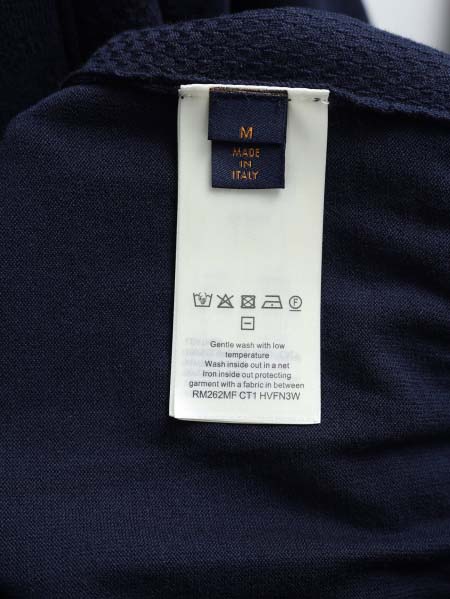 M
MADE
IN
ITALY
F
Gentle wash with low
temperature
Wash inside out in a net
Iron inside out protecting
garment with a fabric in between
RM262MF CT1 HVFN3W